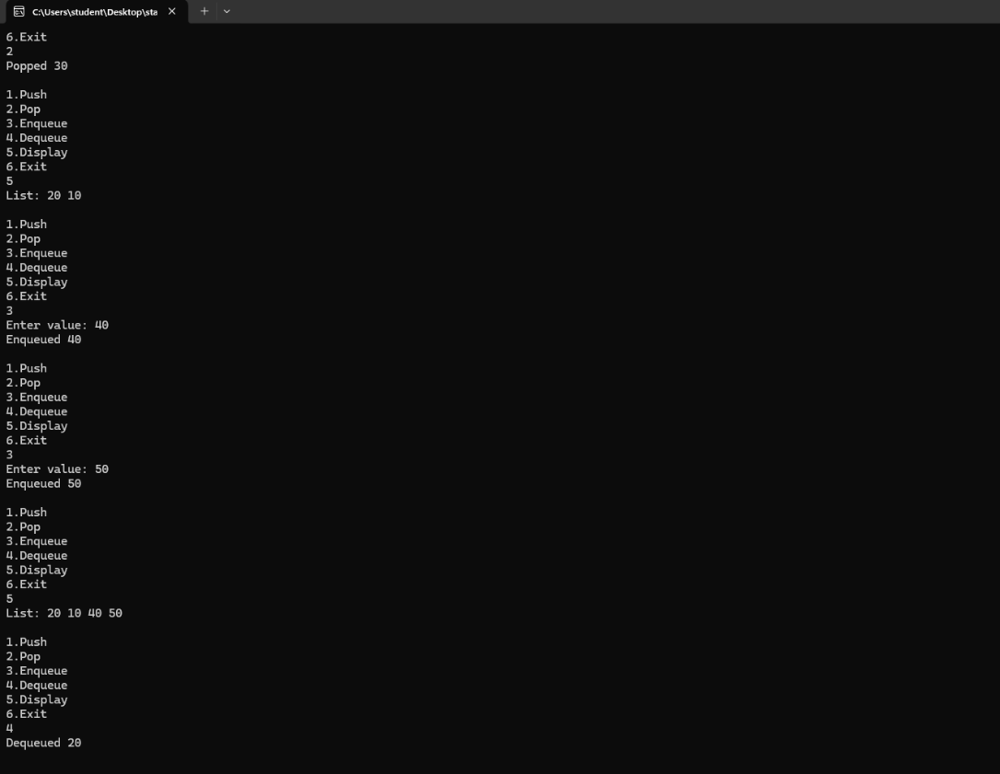 C:\Users\student\Desktop\sta
6.Exit
2
Popped 30
1.Push
2.Pop
3.Enqueue
4.Dequeue
5.Display
6.Exit
5
List: 20 10
1.Push
2.Pop
3.Enqueue
4.Dequeue
5.Display
6.Exit
3
Enter value: 40
Enqueued 40
1.Push
2.Pop
3.Enqueue
4.Dequeue
5.Display
6.Exit
3
Enter value: 50
Enqueued 50
1.Push
2.Pop
3.Enqueue
4.Dequeue
5.Display
6.Exit
5
List: 20 10 40 50
1.Push
2.Pop
3.Enqueue
4.Dequeue
5.Display
6.Exit
4
Dequeued 20